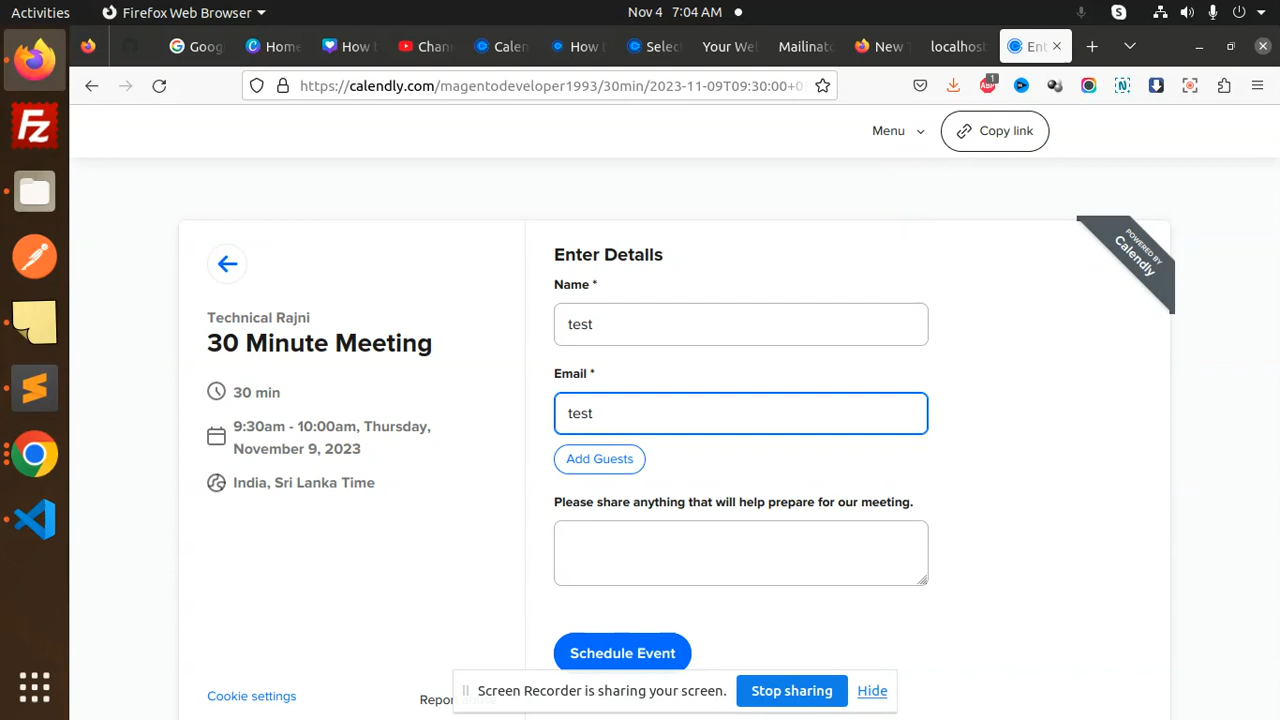 Activities
Firefox Web Browser
Nov 4 7:04 AM
Goog
Home
How
Chan
Calen
How
Selec
Your Wel
Mailinat
New
localhost
En
https://calendly.com/magentodeveloper1993/30min/2023-11-09T09:30:00+0
1
Menu
Copy link
POWERED BY
Calendly
Technical Rajni
30 Minute Meeting
30 min
9:30am - 10:00am, Thursday,
November 9, 2023
India, Sri Lanka Time
Enter Details
Name *
test
Email *
test
Add Guests
Please share anything that will help prepare for our meeting.
Schedule Event
Cookie settings
Repor
Screen Recorder is sharing your screen.
Stop sharing
Hide